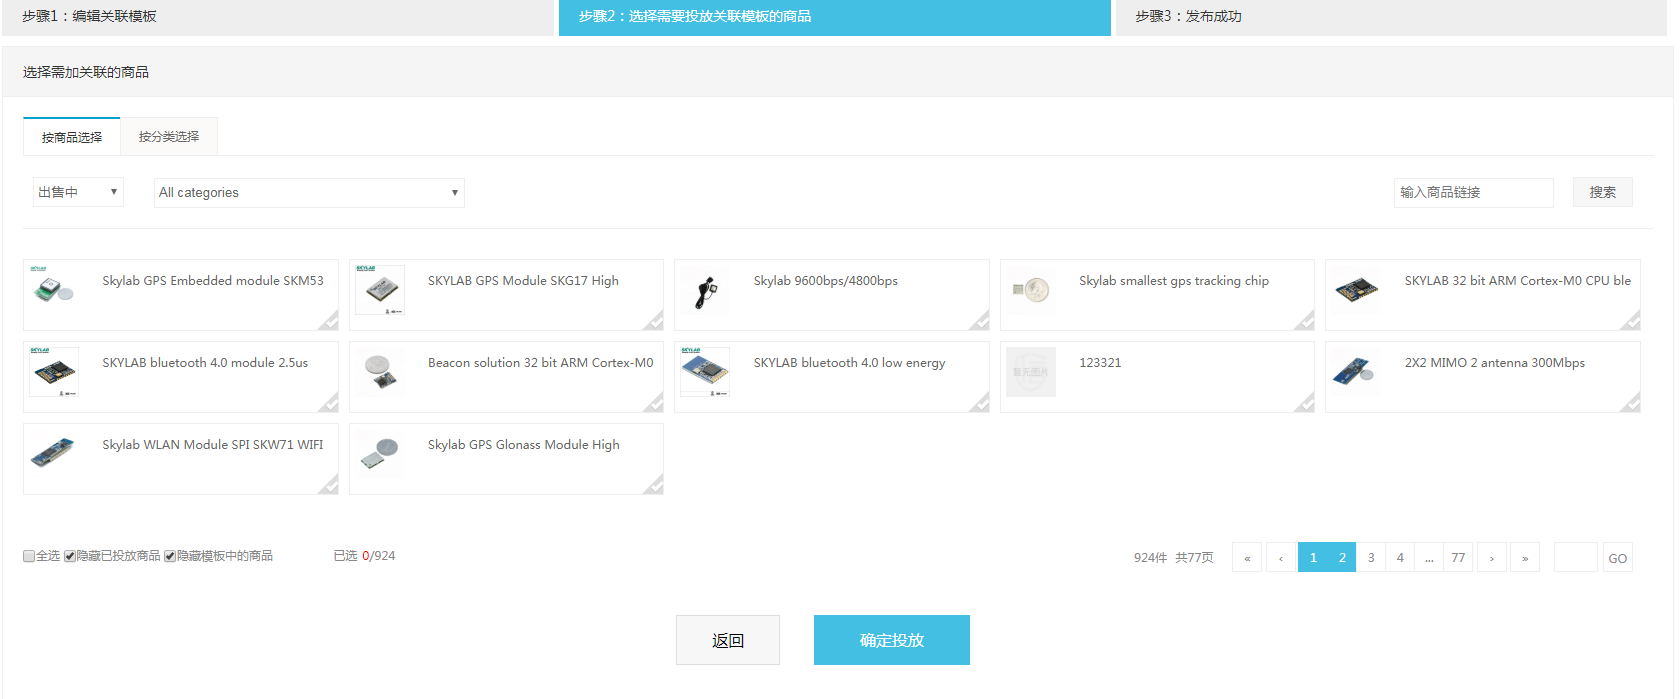 步骤1：编辑关联模板
步骤2：选择需要投放关联模板的商品
步骤3：发布成功
选择需加关联的商品
按商品选择
按分类选择
出售中
All categories
输入商品链接
搜索
SKYLAB
Skylab GPS Embedded module SKM53
SKYLAB
SKYLAB GPS Module SKG17 High
Skylab 9600bps/4800bps
Skylab smallest gps tracking chip
SKYLAB 32 bit ARM Cortex-M0 CPU ble
SKYLAB
SKYLAB bluetooth 4.0 module 2.5us
Beacon solution 32 bit ARM Cortex-M0
SKYLAB
SKYLAB bluetooth 4.0 low energy
暂无图片
123321
2X2 MIMO 2 antenna 300Mbps
Skylab WLAN Module SPI SKW71 WIFI
Skylab GPS Glonass Module High
全选 隐藏已投放商品 隐藏模板中的商品 已选 0/924
924件 共77页 « ‹ 1 2 3 4 ... 77 › » GO
返回
确定投放